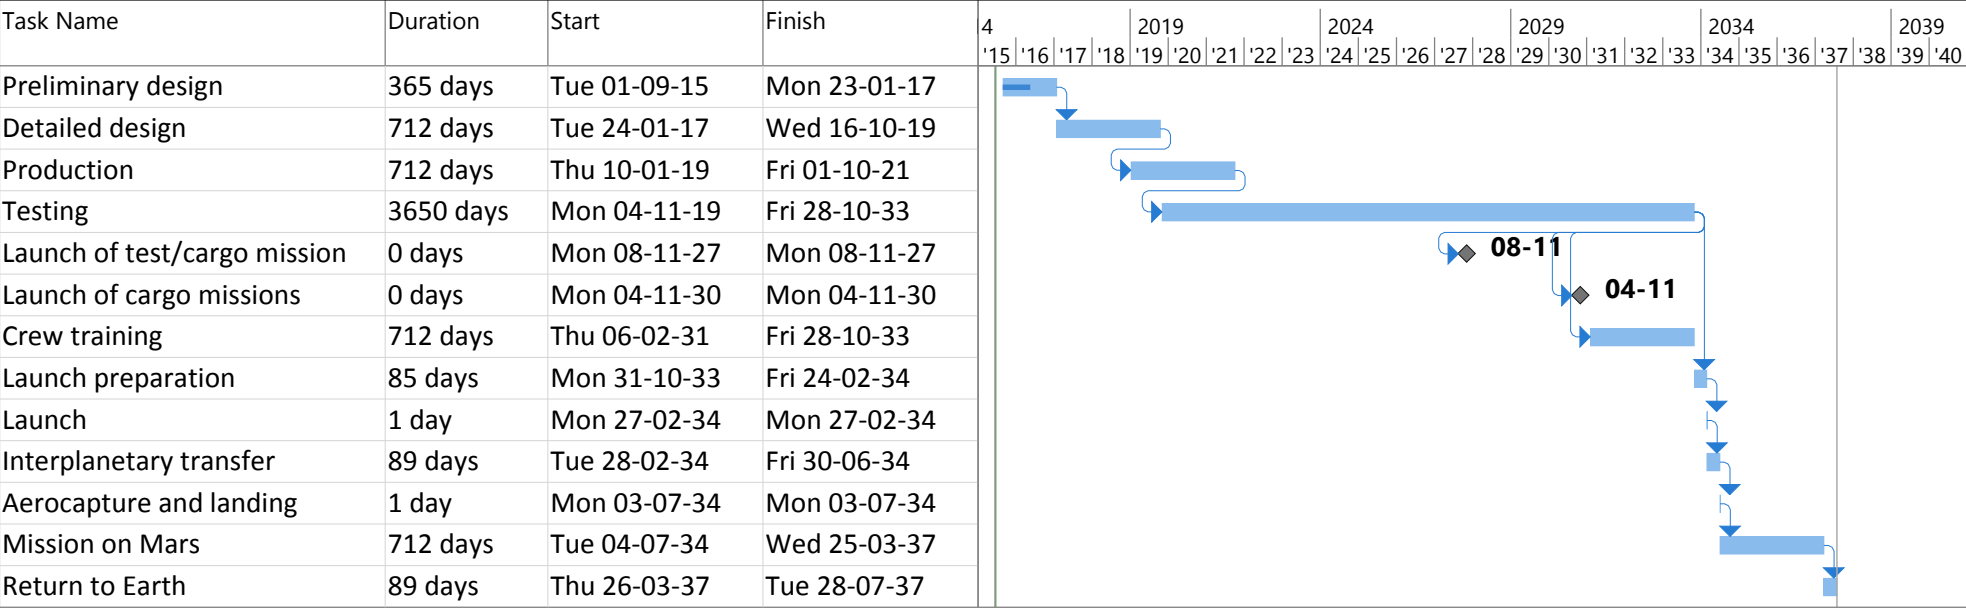 Task Name Duration Start Finish 4 2019 2024 2029 2034 2039
'15 '16 '17 '18 '19 '20 '21 '22 '23 '24 '25 '26 '27 '28 '29 '30 '31 '32 '33 '34 '35 '36 '37 '38 '39 '40
Preliminary design 365 days Tue 01-09-15 Mon 23-01-17
Detailed design 712 days Tue 24-01-17 Wed 16-10-19
Production 712 days Thu 10-01-19 Fri 01-10-21
Testing 3650 days Mon 04-11-19 Fri 28-10-33
Launch of test/cargo mission 0 days Mon 08-11-27 Mon 08-11-27 08-11
Launch of cargo missions 0 days Mon 04-11-30 Mon 04-11-30 04-11
Crew training 712 days Thu 06-02-31 Fri 28-10-33
Launch preparation 85 days Mon 31-10-33 Fri 24-02-34
Launch 1 day Mon 27-02-34 Mon 27-02-34
Interplanetary transfer 89 days Tue 28-02-34 Fri 30-06-34
Aerocapture and landing 1 day Mon 03-07-34 Mon 03-07-34
Mission on Mars 712 days Tue 04-07-34 Wed 25-03-37
Return to Earth 89 days Thu 26-03-37 Tue 28-07-37